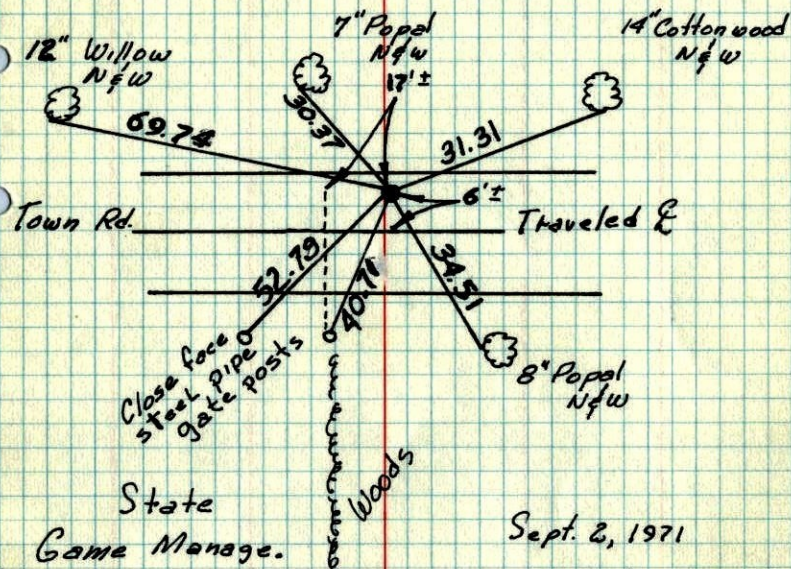 12" Willow
N & W
7" Popal
N & W
17'±
14" Cottonwood
N & W
69.74
30.37
31.31
6'±
Town Rd.
Traveled ℄
52.79
40.71
34.51
Close face
steel pipe
gate posts
8" Popal
N & W
Woods
State
Game Manage.
Sept. 2, 1971